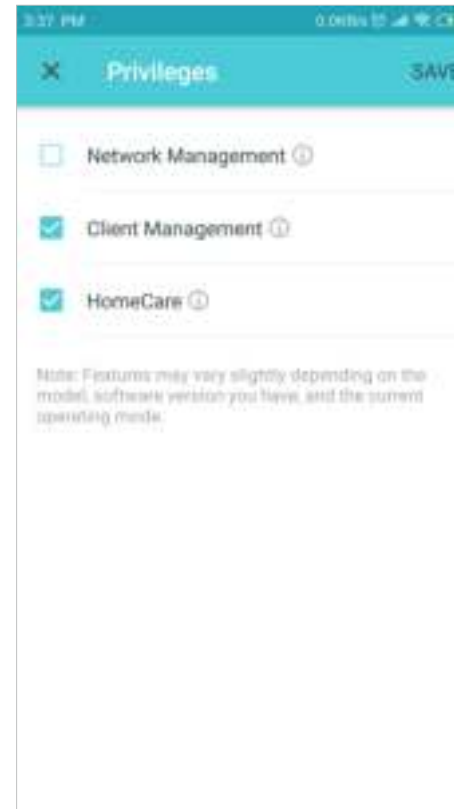 3:37 PM
Privileges
SAVE
Network Management
Client Management
HomeCare
Note: Features may vary slightly depending on the
model, software version you have, and the current
operating mode.